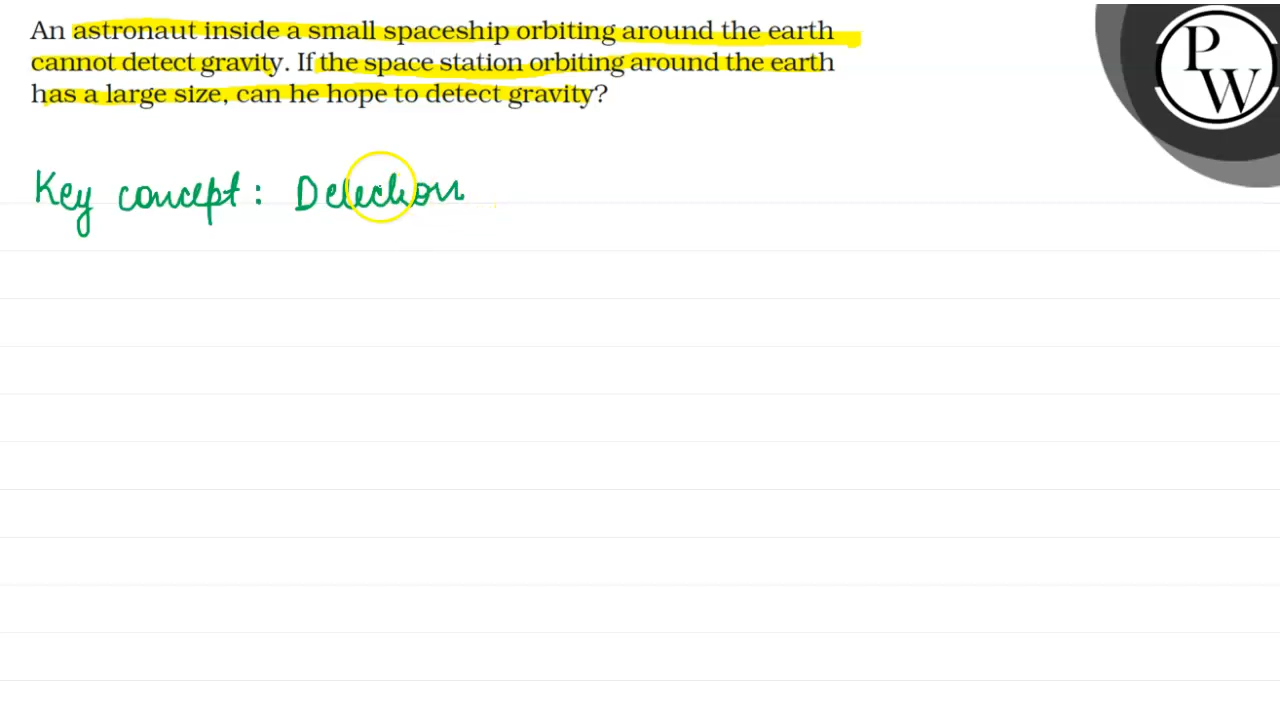 An astronaut inside a small spaceship orbiting around the earth
cannot detect gravity. If the space station orbiting around the earth
has a large size, can he hope to detect gravity?
P
W
Key concept: Detection